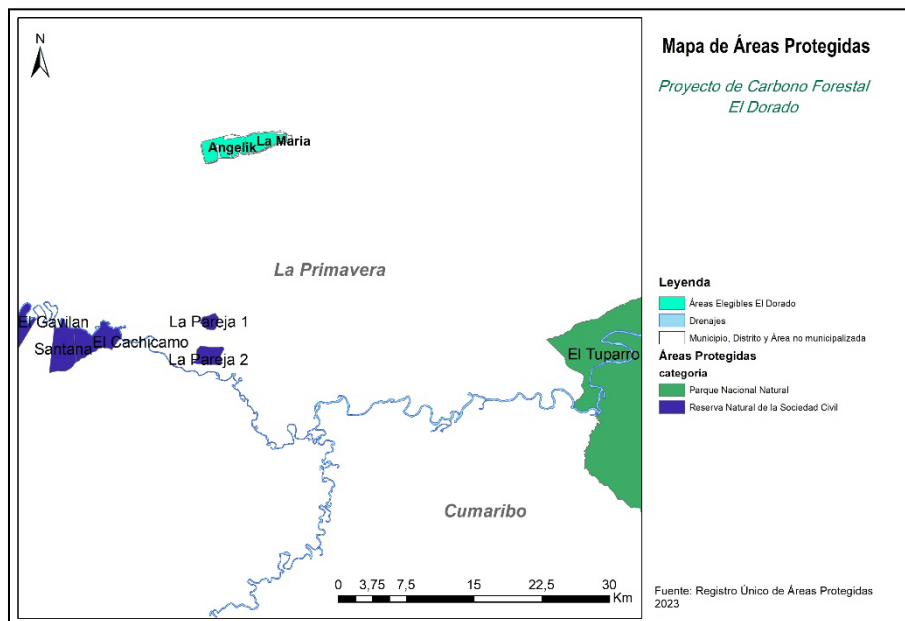 Mapa de Áreas Protegidas
Proyecto de Carbono Forestal
El Dorado
N
Angelik
La Maria
La Primavera
El Gavilan
Santana
El Cachicamo
La Pareja 1
La Pareja 2
El Tuparro
Cumaribo
Leyenda
Áreas Elegibles El Dorado
Drenajes
Municipio, Distrito y Área no municipalizada
Áreas Protegidas
categoria
Parque Nacional Natural
Reserva Natural de la Sociedad Civil
0 3,75 7,5 15 22,5 30
Km
Fuente: Registro Único de Áreas Protegidas
2023